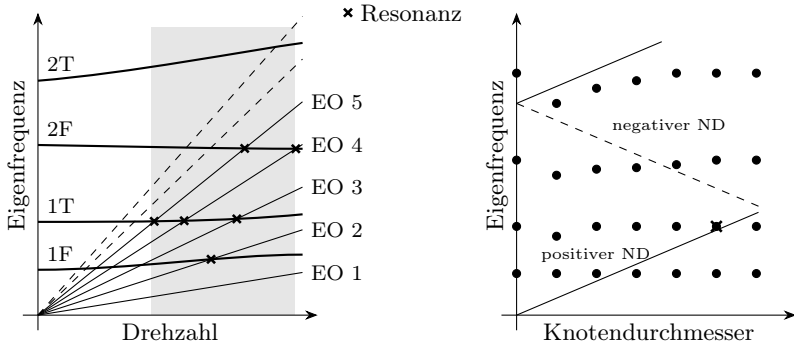 Resonanz
Eigenfrequenz
2T
2F
1T
1F
EO 5
EO 4
EO 3
EO 2
EO 1
Drehzahl
Eigenfrequenz
negativer ND
positiver ND
Knotendurchmesser